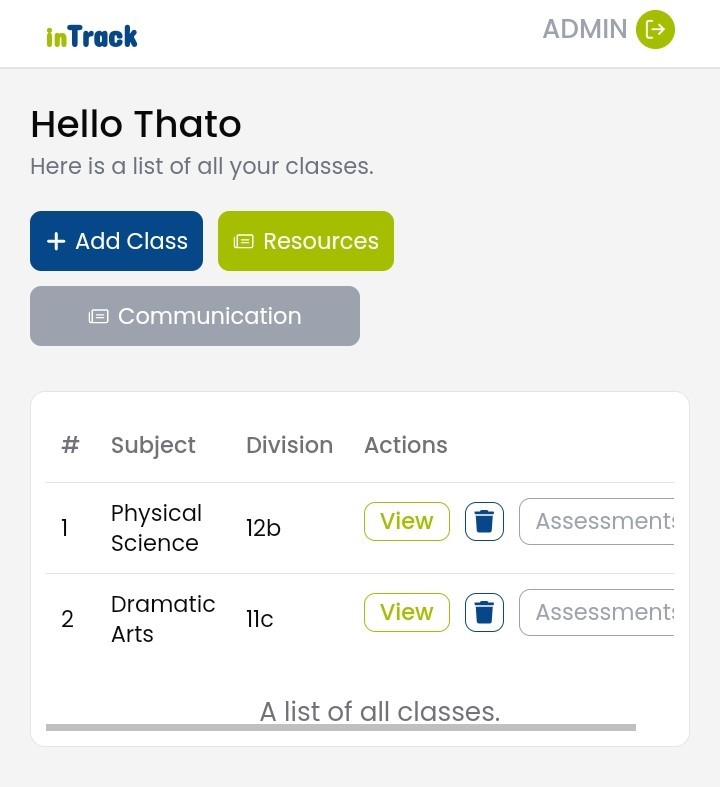 inTrack ADMIN
Hello Thato
Here is a list of all your classes.
Add Class Resources
Communication
# Subject Division Actions
1 Physical Science 12b View Assessments
2 Dramatic Arts 11c View Assessments
A list of all classes.